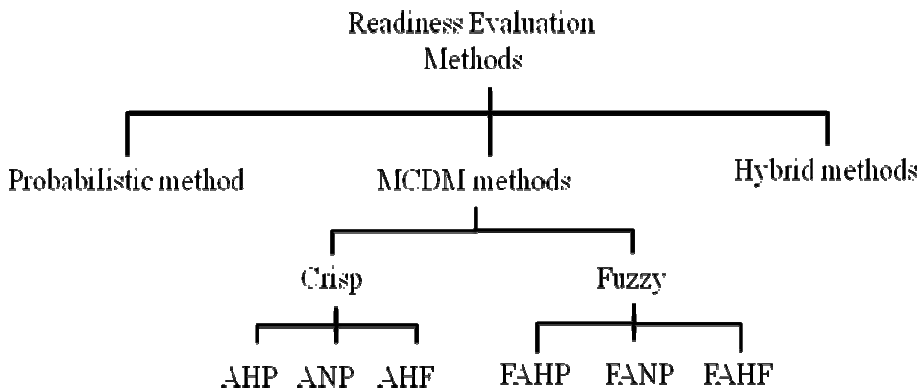 Readiness Evaluation
Methods
Probabilistic method
MCDM methods
Hybrid methods
Crisp
Fuzzy
AHP
ANP
AHF
FAHP
FANP
FAHF